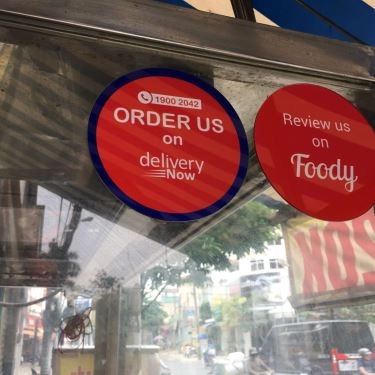 1900 2042
ORDER US
on
delivery
Now
Review us
on
Foody